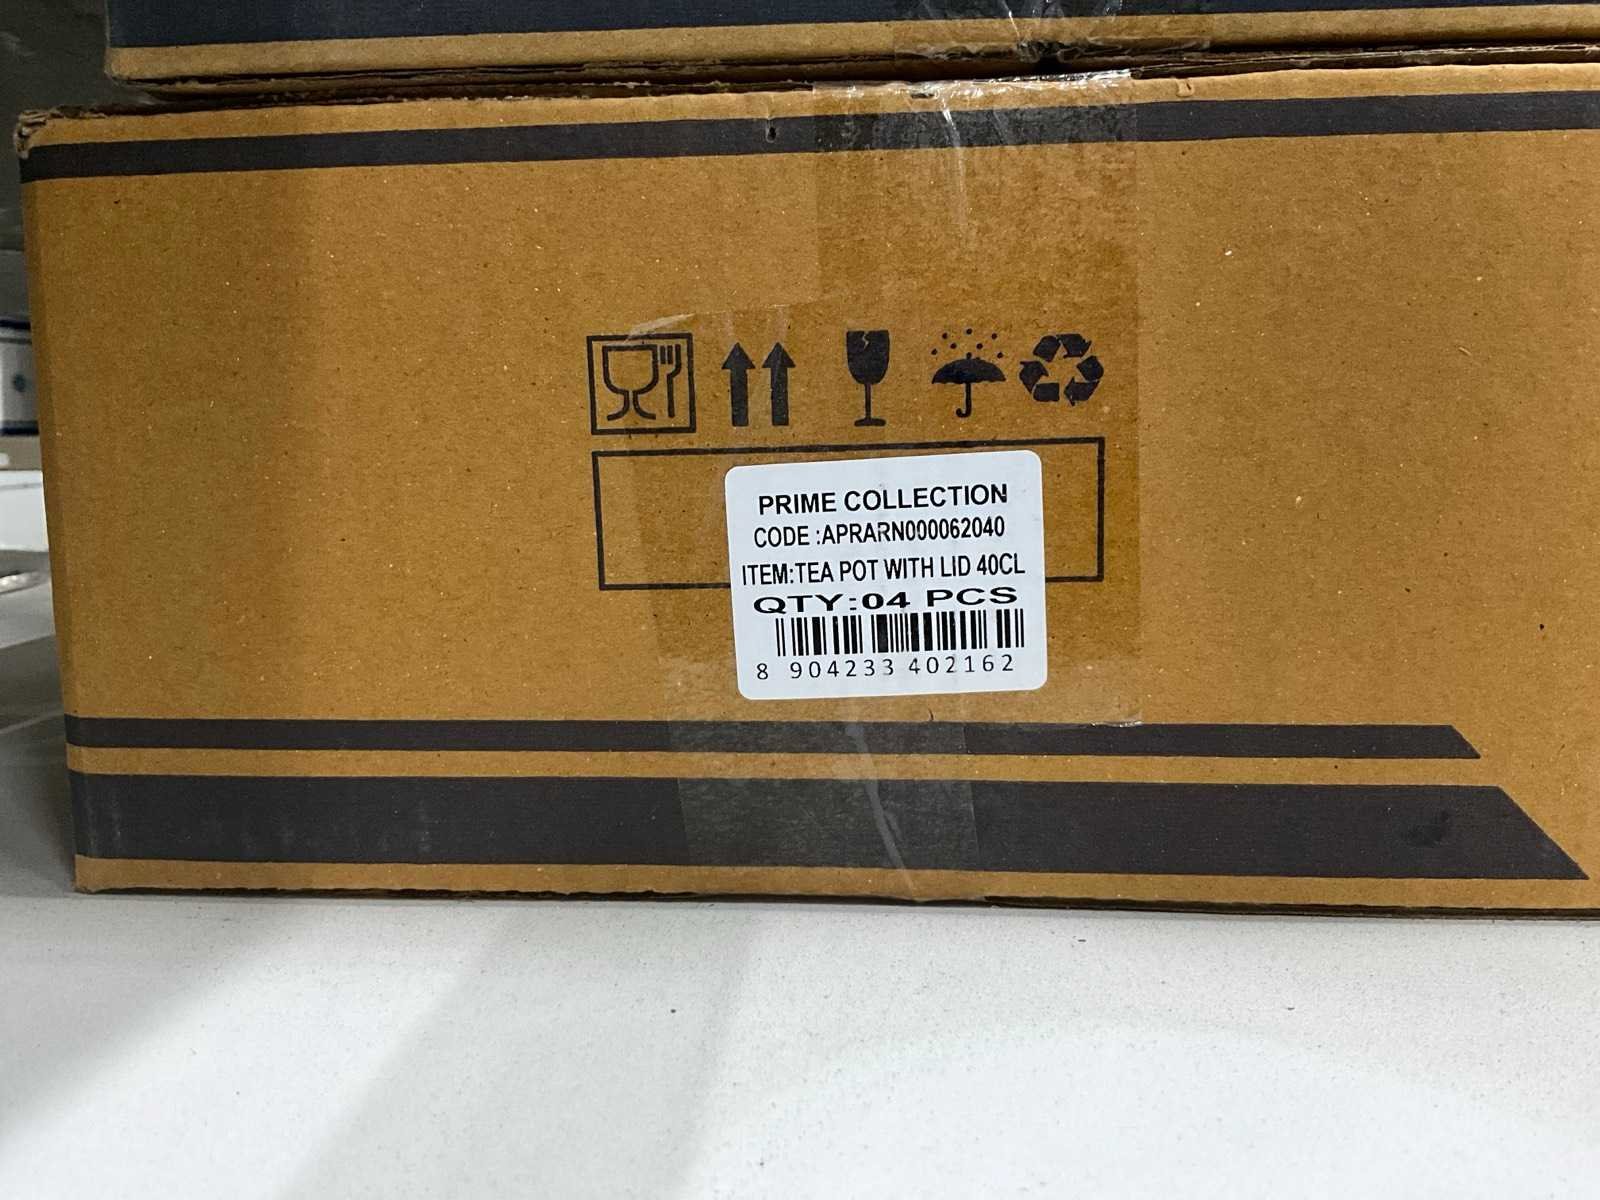 PRIME COLLECTION
CODE :APRARN000062040
ITEM:TEA POT WITH LID 40CL
QTY:04 PCS
8 904233 402162